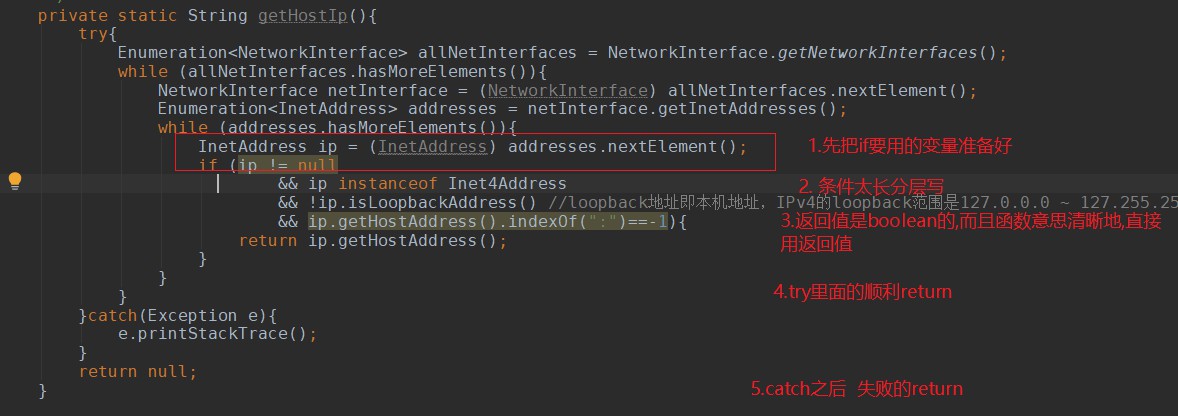 private static String getHostIp(){
try{
Enumeration<NetworkInterface> allNetInterfaces = NetworkInterface.getNetworkInterfaces();
while (allNetInterfaces.hasMoreElements()){
NetworkInterface netInterface = (NetworkInterface) allNetInterfaces.nextElement();
Enumeration<InetAddress> addresses = netInterface.getInetAddresses();
while (addresses.hasMoreElements()){
InetAddress ip = (InetAddress) addresses.nextElement();
1.先把if要用的变量准备好
if (ip != null
&& ip instanceof Inet4Address
2. 条件太长分层写
&& !ip.isLoopbackAddress() //loopback地址即本机地址，IPv4的loopback范围是127.0.0.0 ~ 127.255.25
&& ip.getHostAddress().indexOf(":")==-1){
3.返回值是boolean的,而且函数意思清晰地,直接
用返回值
return ip.getHostAddress();
}
}
}
4.try里面的顺利return
}catch(Exception e){
e.printStackTrace();
}
return null;
}
5.catch之后 失败的return